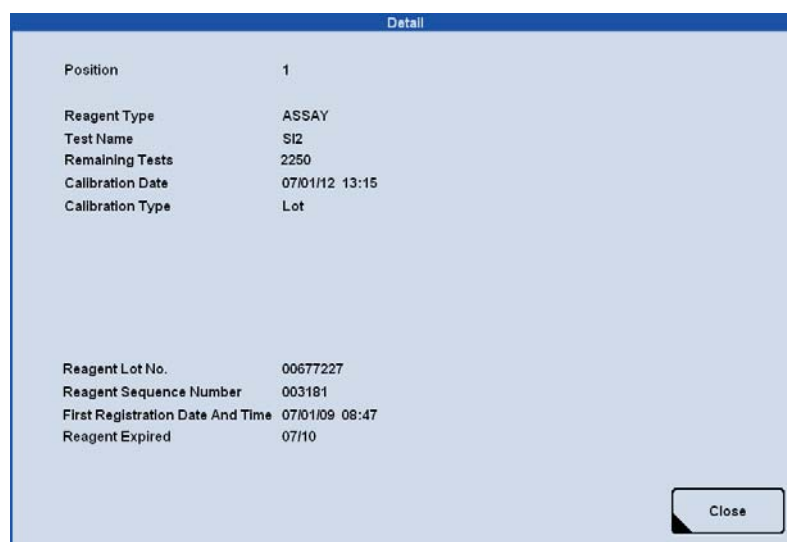 Detail
Position 1
Reagent Type ASSAY
Test Name SI2
Remaining Tests 2250
Calibration Date 07/01/12 13:15
Calibration Type Lot
Reagent Lot No. 00677227
Reagent Sequence Number 003181
First Registration Date And Time 07/01/09 08:47
Reagent Expired 07/10
Close